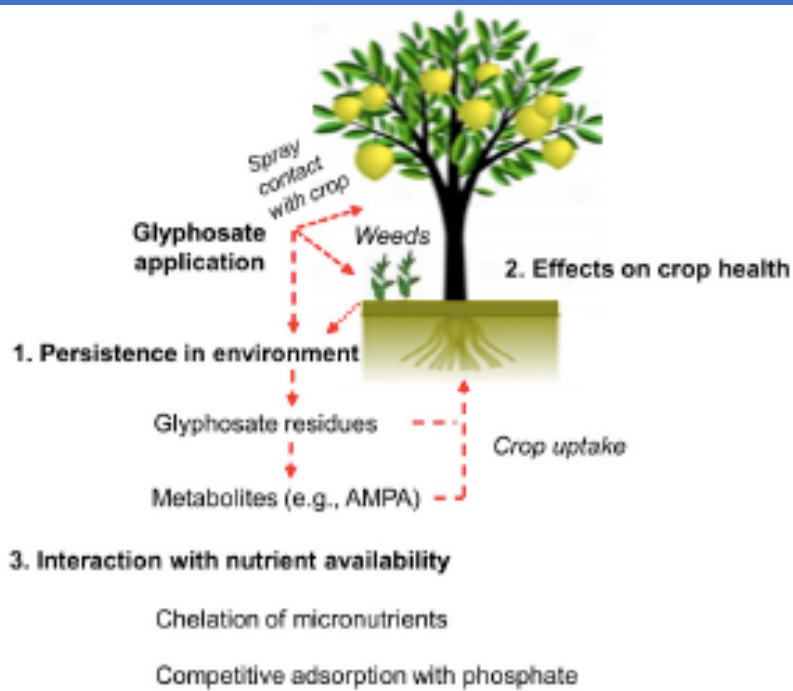 Spray
contact
with crop
Glyphosate
application
Weeds
2. Effects on crop health
1. Persistence in environment
Glyphosate residues
Crop uptake
Metabolites (e.g., AMPA)
3. Interaction with nutrient availability
Chelation of micronutrients
Competitive adsorption with phosphate